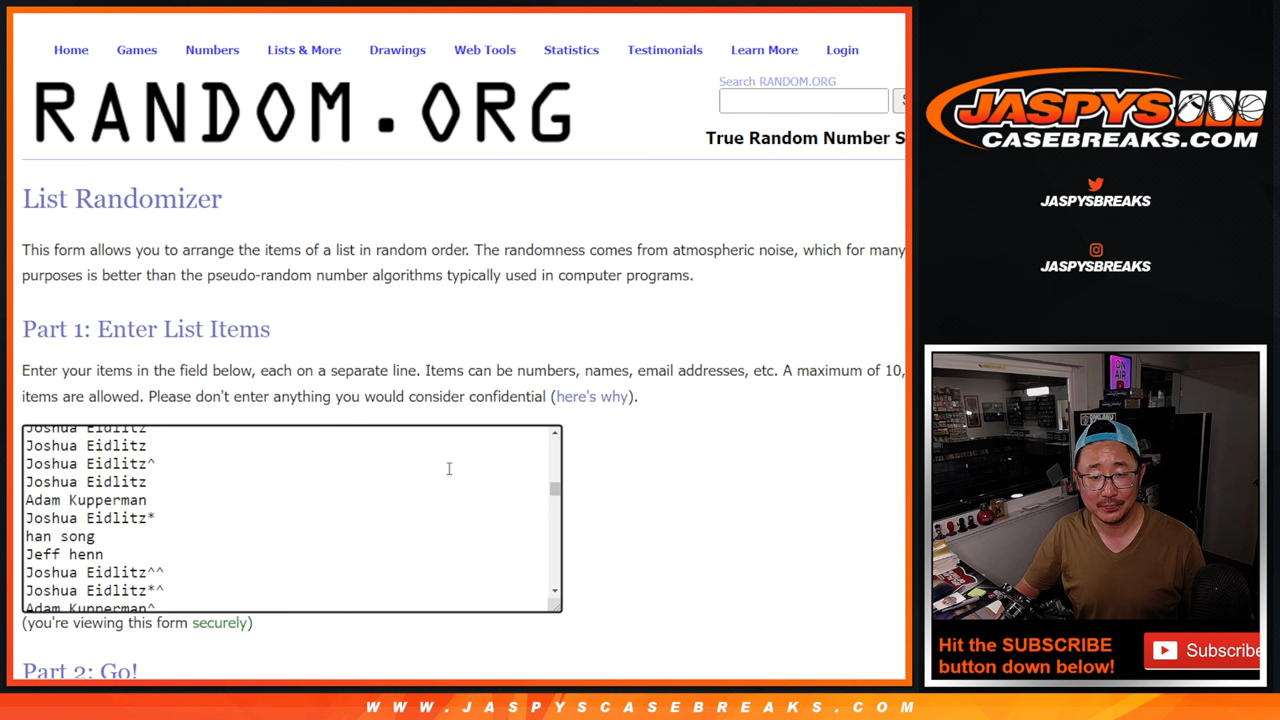 Home Games Numbers Lists & More Drawings Web Tools Statistics Testimonials Learn More Login
RANDOM.ORG
Search RANDOM.ORG
True Random Number S
List Randomizer
This form allows you to arrange the items of a list in random order. The randomness comes from atmospheric noise, which for many
purposes is better than the pseudo-random number algorithms typically used in computer programs.
Part 1: Enter List Items
Enter your items in the field below, each on a separate line. Items can be numbers, names, email addresses, etc. A maximum of 10,
items are allowed. Please don't enter anything you would consider confidential (here's why).
Joshua Eidlitz
Joshua Eidlitz
Joshua Eidlitz^
Joshua Eidlitz
Adam Kupperman
Joshua Eidlitz*
han song
Jeff henn
Joshua Eidlitz^^
Joshua Eidlitz*^
Adam Kupperman^
(you're viewing this form securely)
Part 2: Go!
JASPYS
CASEBREAKS.COM
JASPYSBREAKS
JASPYSBREAKS
ON
AIR
Hit the SUBSCRIBE
button down below!
Subscribe
WWW.JASPYSCASEBREAKS.COM